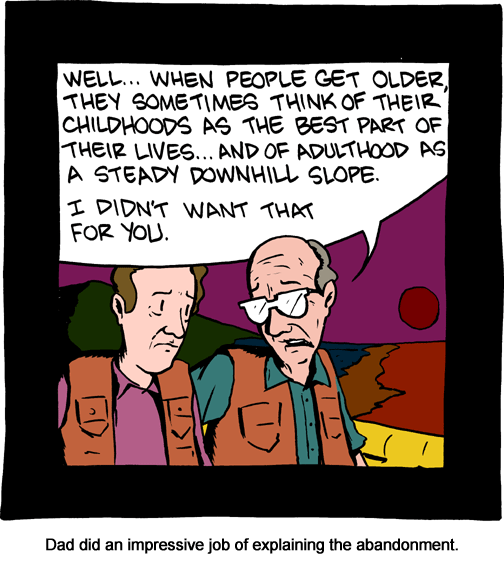 WELL... WHEN PEOPLE GET OLDER,
THEY SOMETIMES THINK OF THEIR
CHILDHOODS AS THE BEST PART OF
THEIR LIVES... AND OF ADULTHOOD AS
A STEADY DOWNHILL SLOPE.
I DIDN'T WANT THAT
FOR YOU.
Dad did an impressive job of explaining the abandonment.